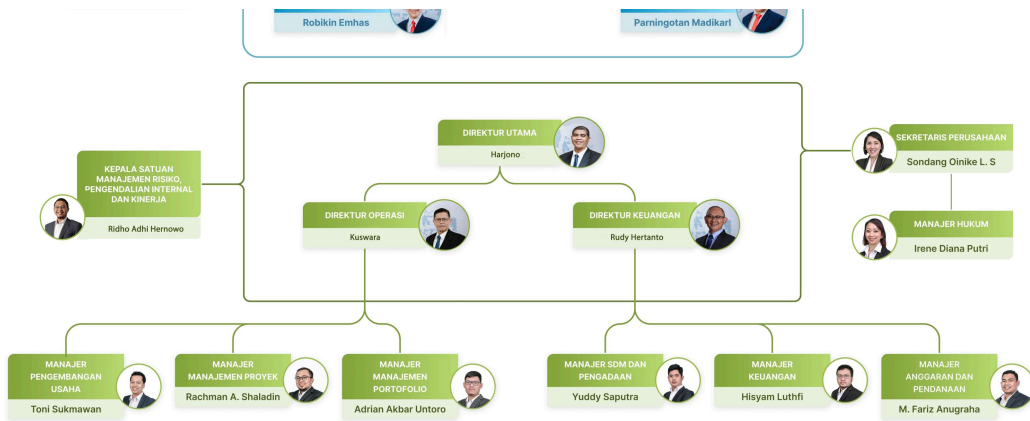 Robikin Emhas
Parningotan Madikarl
DIREKTUR UTAMA
Harjono
KEPALA SATUAN
MANAJEMEN RISIKO,
PENGENDALIAN INTERNAL
DAN KINERJA
Ridho Adhi Hernowo
SEKRETARIS PERUSAHAAN
Sondang Oinike L. S
DIREKTUR OPERASI
Kuswara
DIREKTUR KEUANGAN
Rudy Hertanto
MANAJER HUKUM
Irene Diana Putri
MANAJER
PENGEMBANGAN
USAHA
Toni Sukmawan
MANAJER
MANAJEMEN PROYEK
Rachman A. Shaladin
MANAJER
MANAJEMEN
PORTOFOLIO
Adrian Akbar Untoro
MANAJER SDM DAN
PENGADAAN
Yuddy Saputra
MANAJER
KEUANGAN
Hisyam Luthfi
MANAJER
ANGGARAN DAN
PENDANAAN
M. Fariz Anugraha